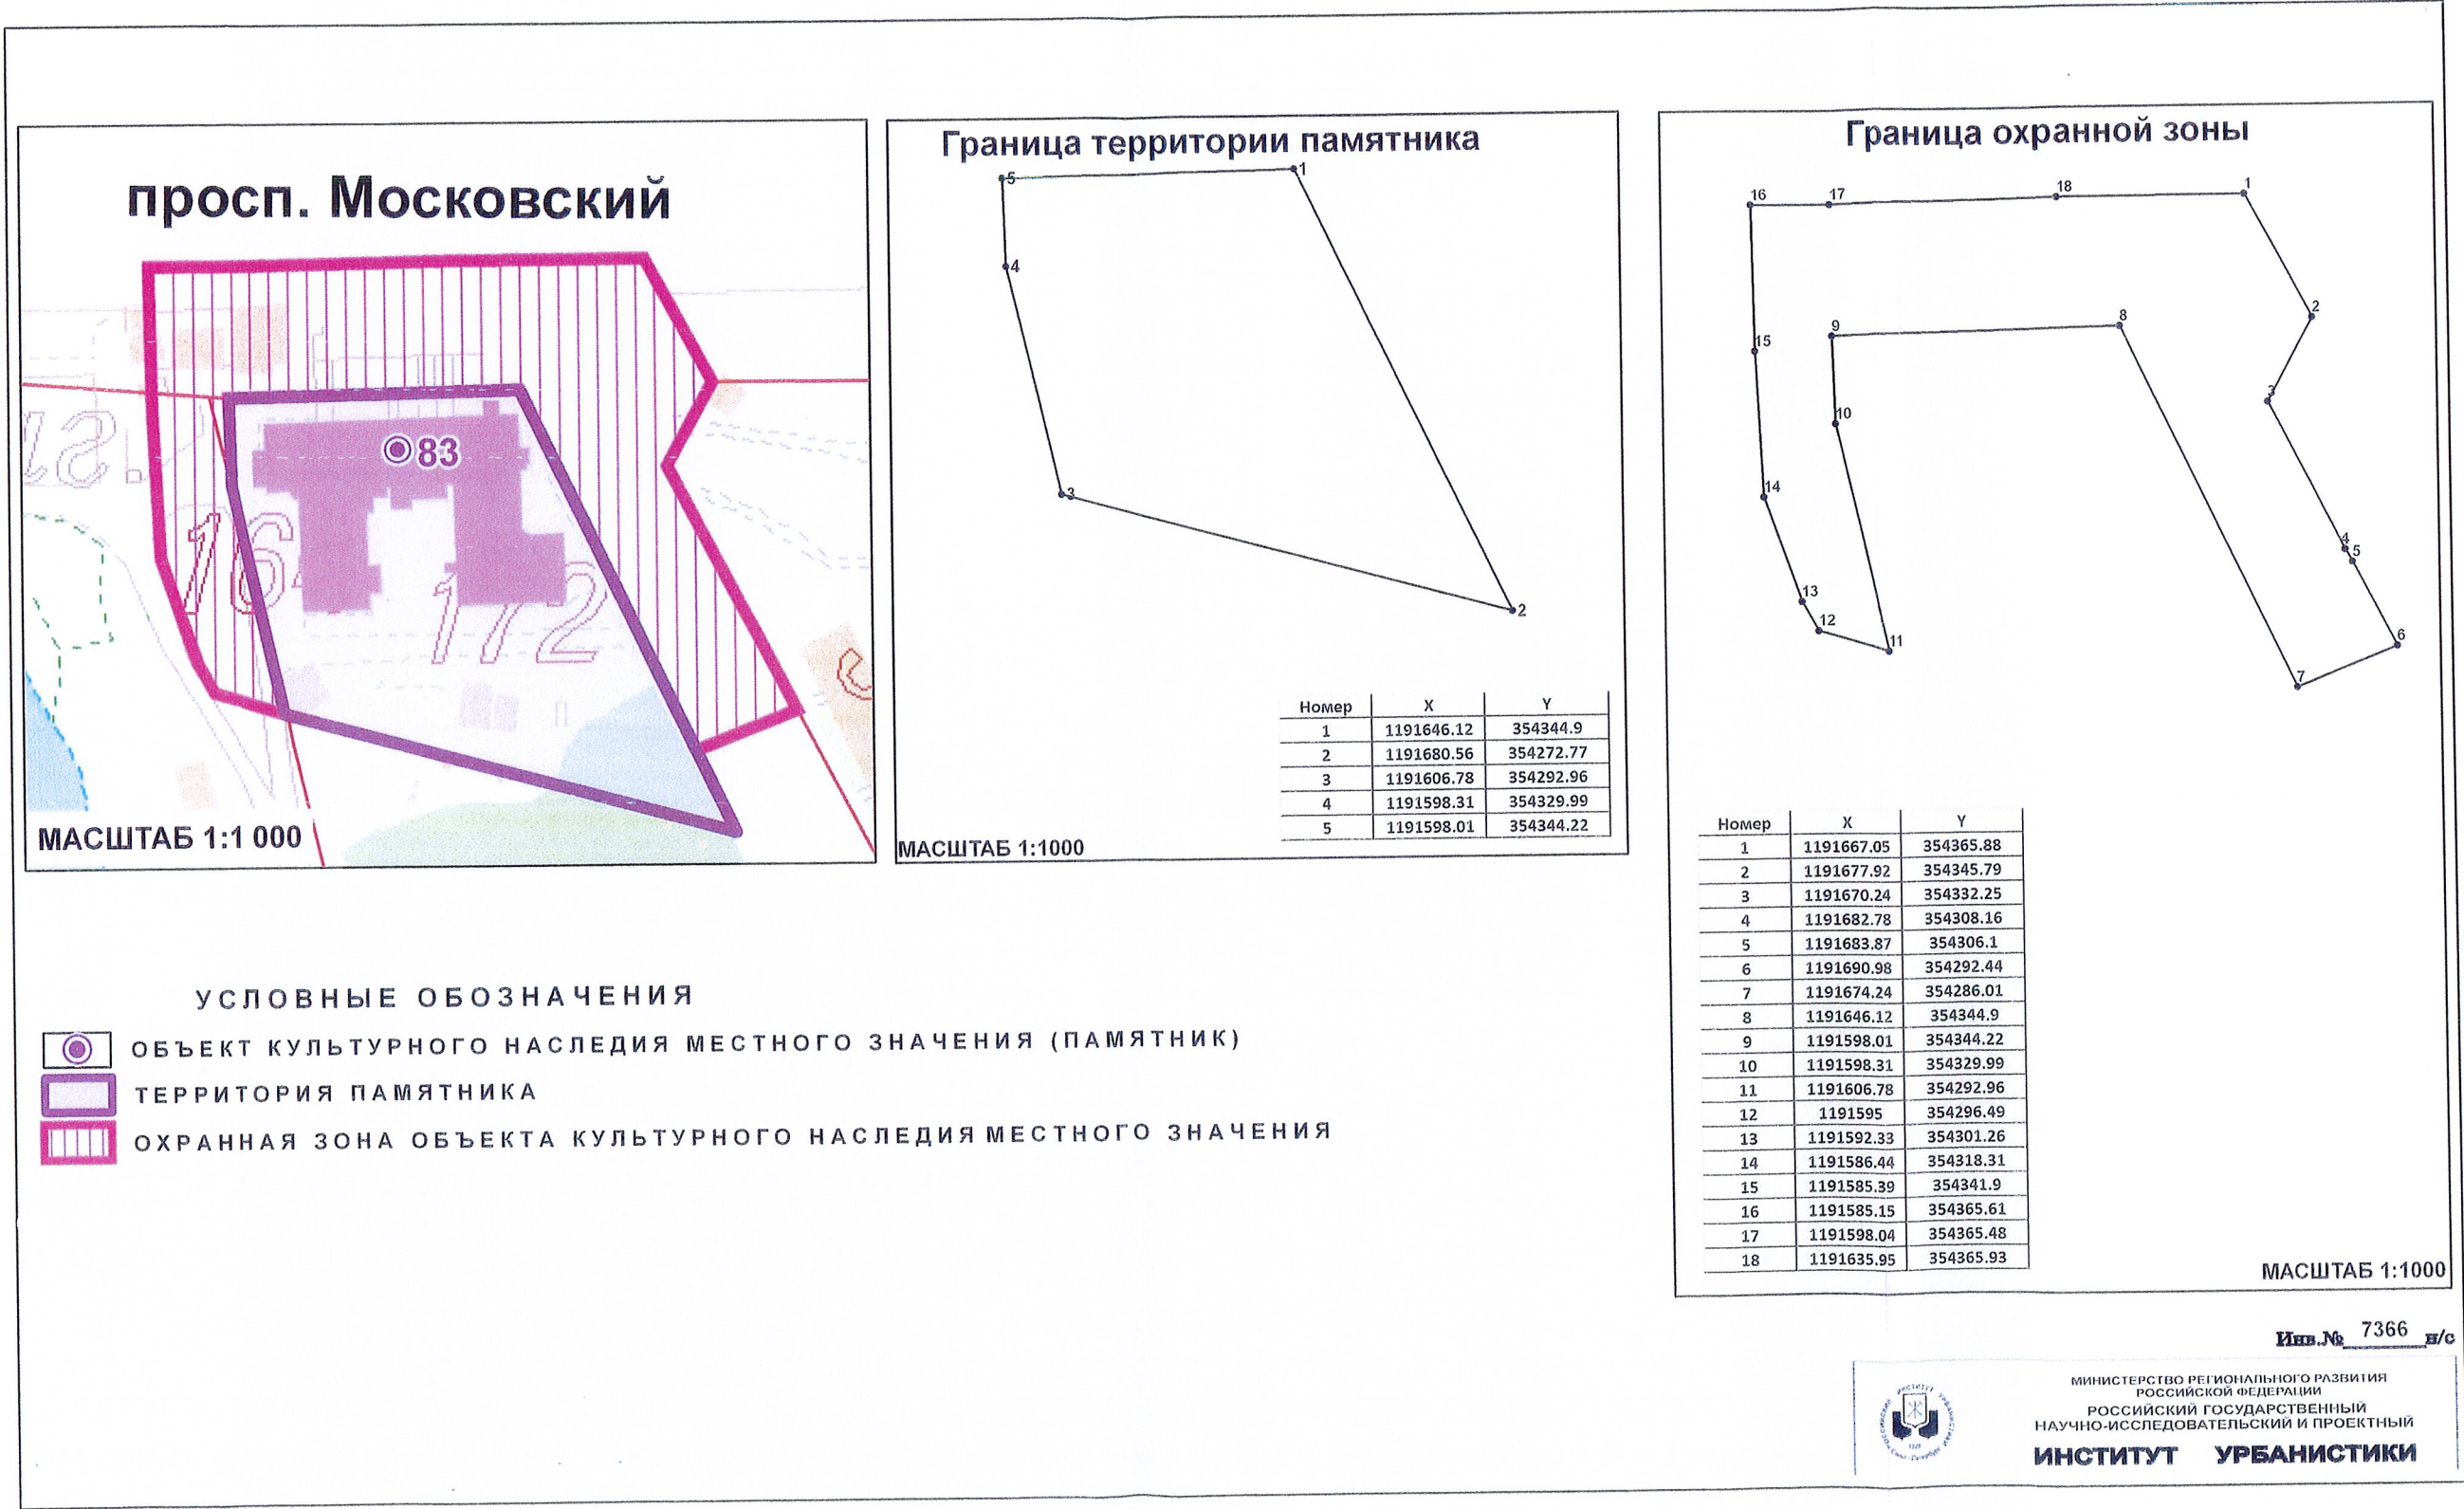 просп. Московский
83
16
172
МАСШТАБ 1:1 000
Граница территории памятника
5
1
4
3
2
Номер X Y
1 1191646.12 354344.9
2 1191680.56 354272.77
3 1191606.78 354292.96
4 1191598.31 354329.99
5 1191598.01 354344.22
МАСШТАБ 1:1000
Граница охранной зоны
16
17
18
1
2
9
8
15
3
10
14
4
5
13
12
11
6
7
Номер X Y
1 1191667.05 354365.88
2 1191677.92 354345.79
3 1191670.24 354332.25
4 1191682.78 354308.16
5 1191683.87 354306.1
6 1191690.98 354292.44
7 1191674.24 354286.01
8 1191646.12 354344.9
9 1191598.01 354344.22
10 1191598.31 354329.99
11 1191606.78 354292.96
12 1191595 354296.49
13 1191592.33 354301.26
14 1191586.44 354318.31
15 1191585.39 354341.9
16 1191585.15 354365.61
17 1191598.04 354365.48
18 1191635.95 354365.93
МАСШТАБ 1:1000
УСЛОВНЫЕ ОБОЗНАЧЕНИЯ
ОБЪЕКТ КУЛЬТУРНОГО НАСЛЕДИЯ МЕСТНОГО ЗНАЧЕНИЯ (ПАМЯТНИК)
ТЕРРИТОРИЯ ПАМЯТНИКА
ОХРАННАЯ ЗОНА ОБЪЕКТА КУЛЬТУРНОГО НАСЛЕДИЯ МЕСТНОГО ЗНАЧЕНИЯ
Инв.№ 7366 н/с
МИНИСТЕРСТВО РЕГИОНАЛЬНОГО РАЗВИТИЯ
РОССИЙСКОЙ ФЕДЕРАЦИИ
РОССИЙСКИЙ ГОСУДАРСТВЕННЫЙ
НАУЧНО-ИССЛЕДОВАТЕЛЬСКИЙ И ПРОЕКТНЫЙ
ИНСТИТУТ УРБАНИСТИКИ